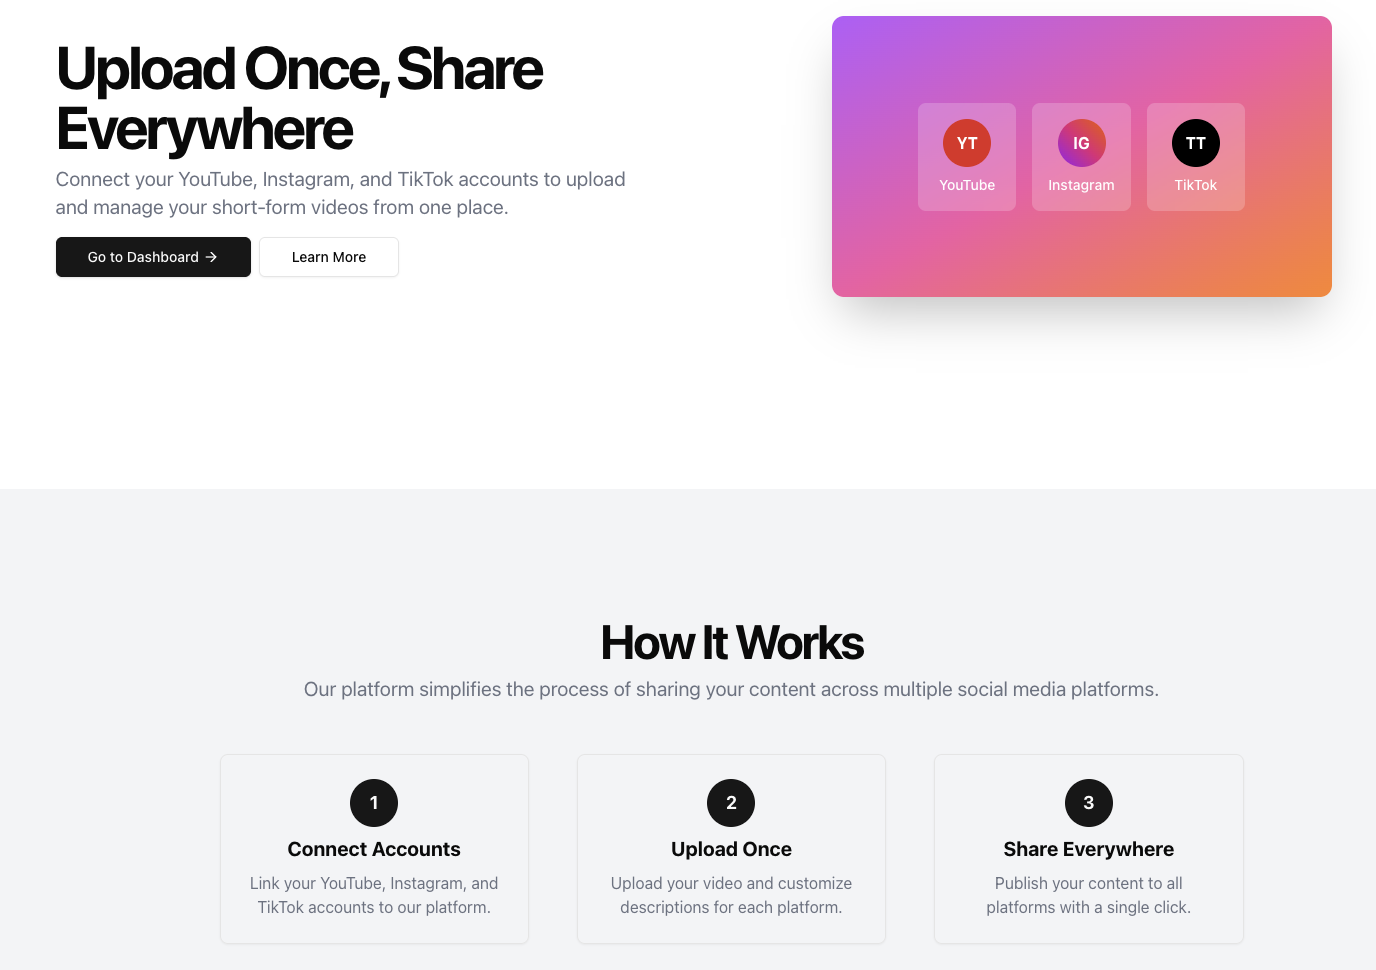 Upload Once, Share
Everywhere
Connect your YouTube, Instagram, and TikTok accounts to upload
and manage your short-form videos from one place.
Go to Dashboard →
Learn More
YT
YouTube
IG
Instagram
TT
TikTok
How It Works
Our platform simplifies the process of sharing your content across multiple social media platforms.
1
Connect Accounts
Link your YouTube, Instagram, and
TikTok accounts to our platform.
2
Upload Once
Upload your video and customize
descriptions for each platform.
3
Share Everywhere
Publish your content to all
platforms with a single click.